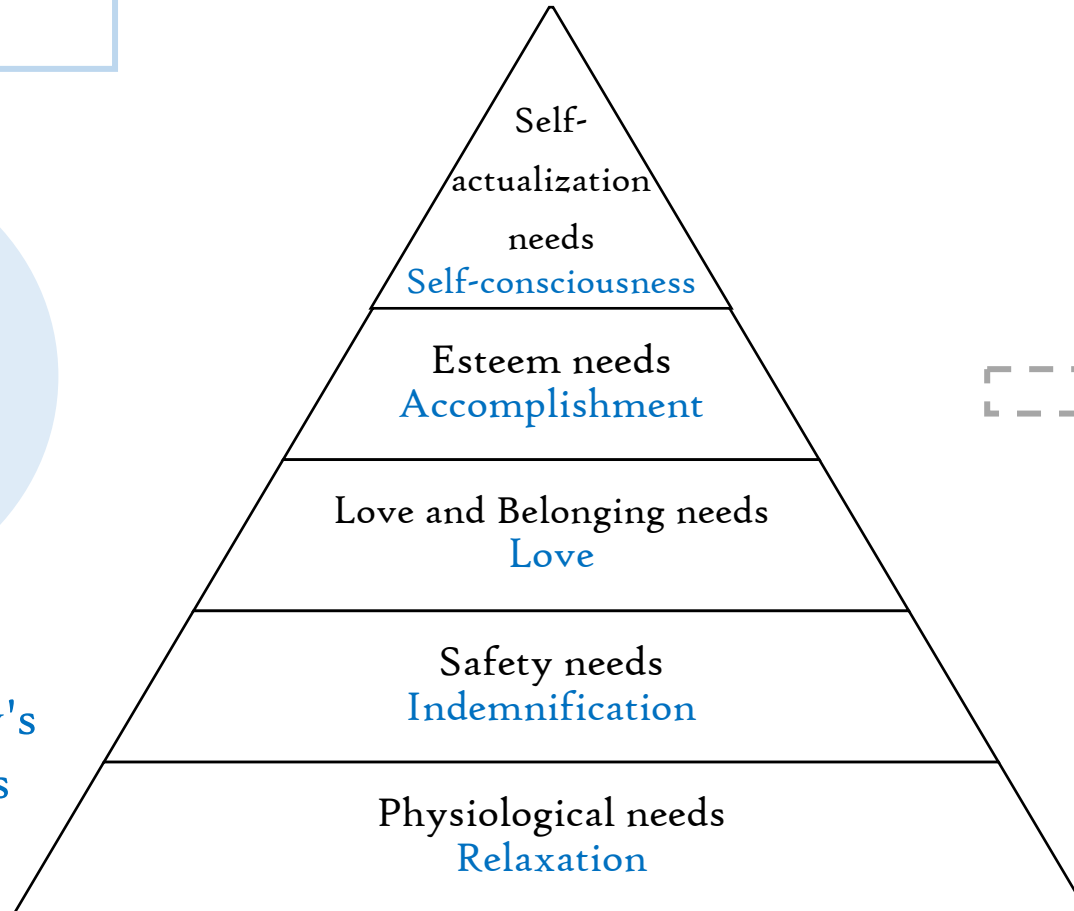 Self-
actualization
needs
Self-consciousness
Esteem needs
Accomplishment
Love and Belonging needs
Love
Safety needs
Indemnification
Physiological needs
Relaxation